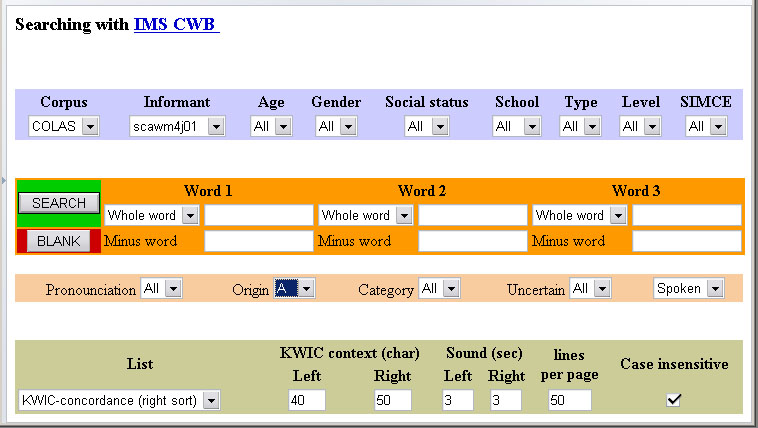 Searching with IMS CWB
Corpus Informant Age Gender Social status School Type Level SIMCE
COLAS scawm4j01 All All All All All All All
SEARCH Word 1 Word 2 Word 3
Whole word Whole word Whole word
BLANK Minus word Minus word Minus word
Pronounciation All Origin A Category All Uncertain All Spoken
List KWIC context (char) Sound (sec) lines per page Case insensitive
Left Right Left Right
KWIC-concordance (right sort) 40 50 3 3 50